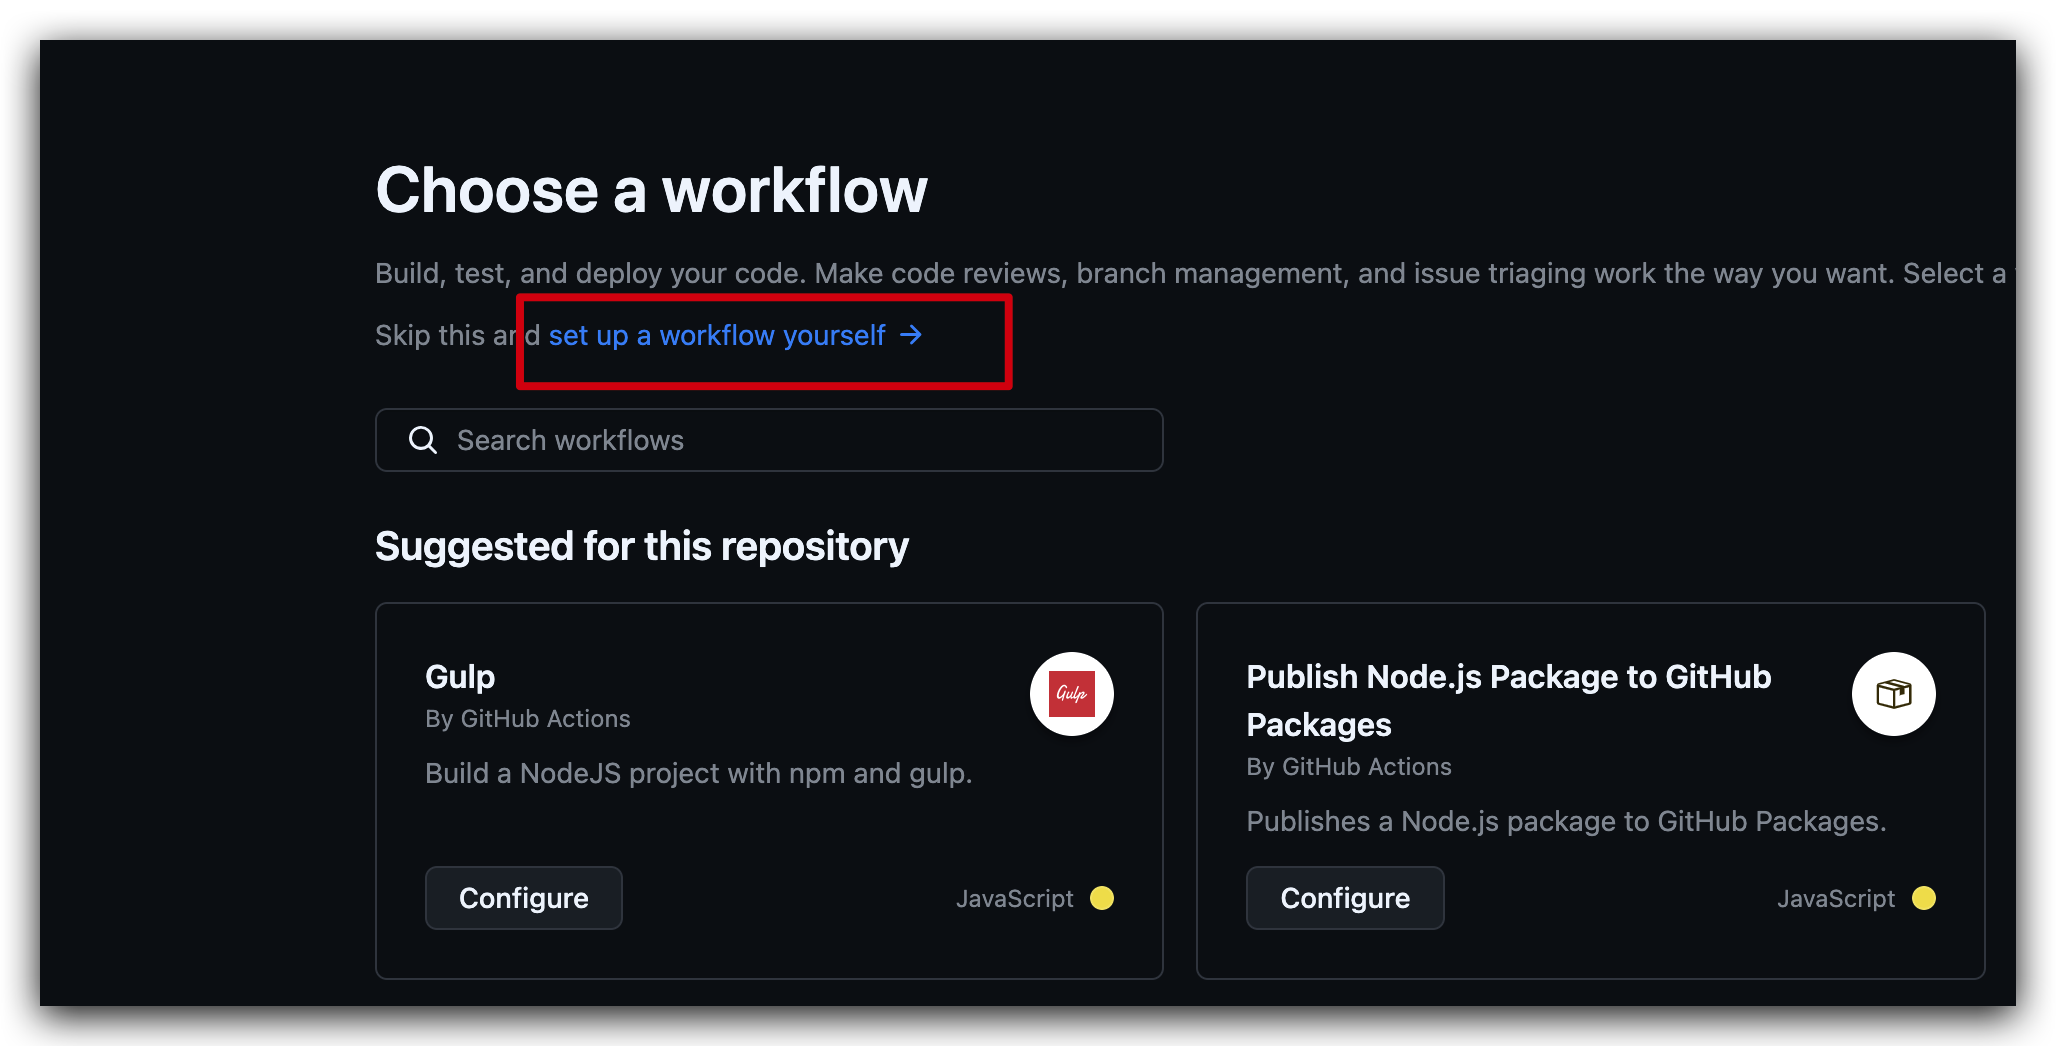 Choose a workflow
Build, test, and deploy your code. Make code reviews, branch management, and issue triaging work the way you want. Select a
Skip this and set up a workflow yourself →
Search workflows
Suggested for this repository
Gulp
Gulp
By GitHub Actions
Build a NodeJS project with npm and gulp.
Configure
JavaScript
Publish Node.js Package to GitHub
Packages
By GitHub Actions
Publishes a Node.js package to GitHub Packages.
Configure
JavaScript